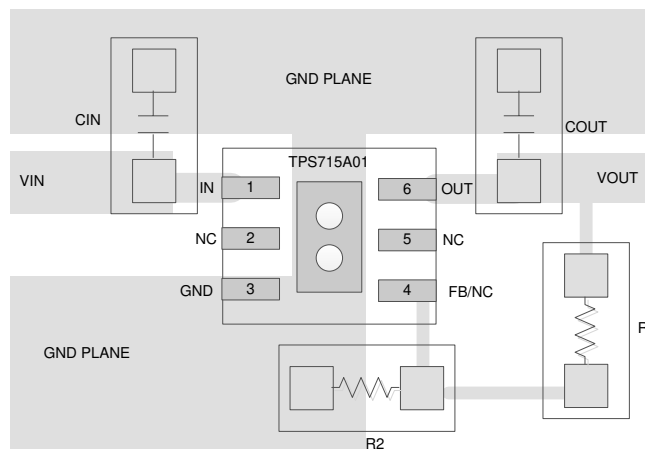 GND PLANE
CIN
COUT
TPS715A01
VIN
IN
1
6
OUT
VOUT
NC
2
5
NC
GND
3
4
FB/NC
GND PLANE
R2